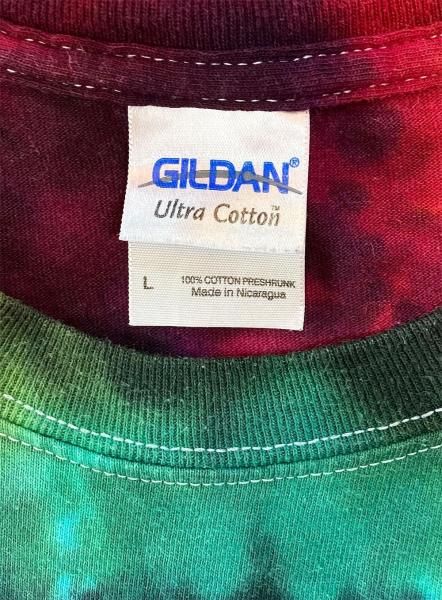 GILDAN®
Ultra Cotton™
L
100% COTTON PRESHRUNK
Made in Nicaragua